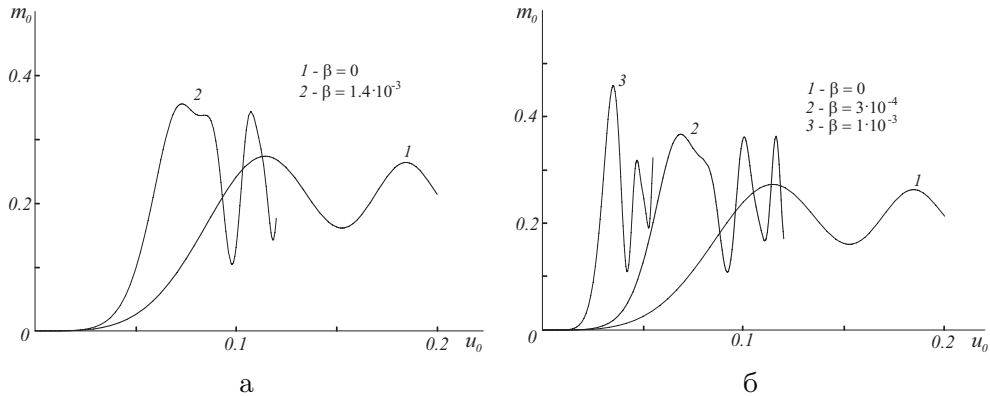 m₀
0.4
0.2
0
0.1
0.2
u₀
2
1
1 - β = 0
2 - β = 1.4·10⁻³
а
m₀
0.4
0.2
0
0.1
0.2
u₀
3
2
1
1 - β = 0
2 - β = 3·10⁻⁴
3 - β = 1·10⁻³
б